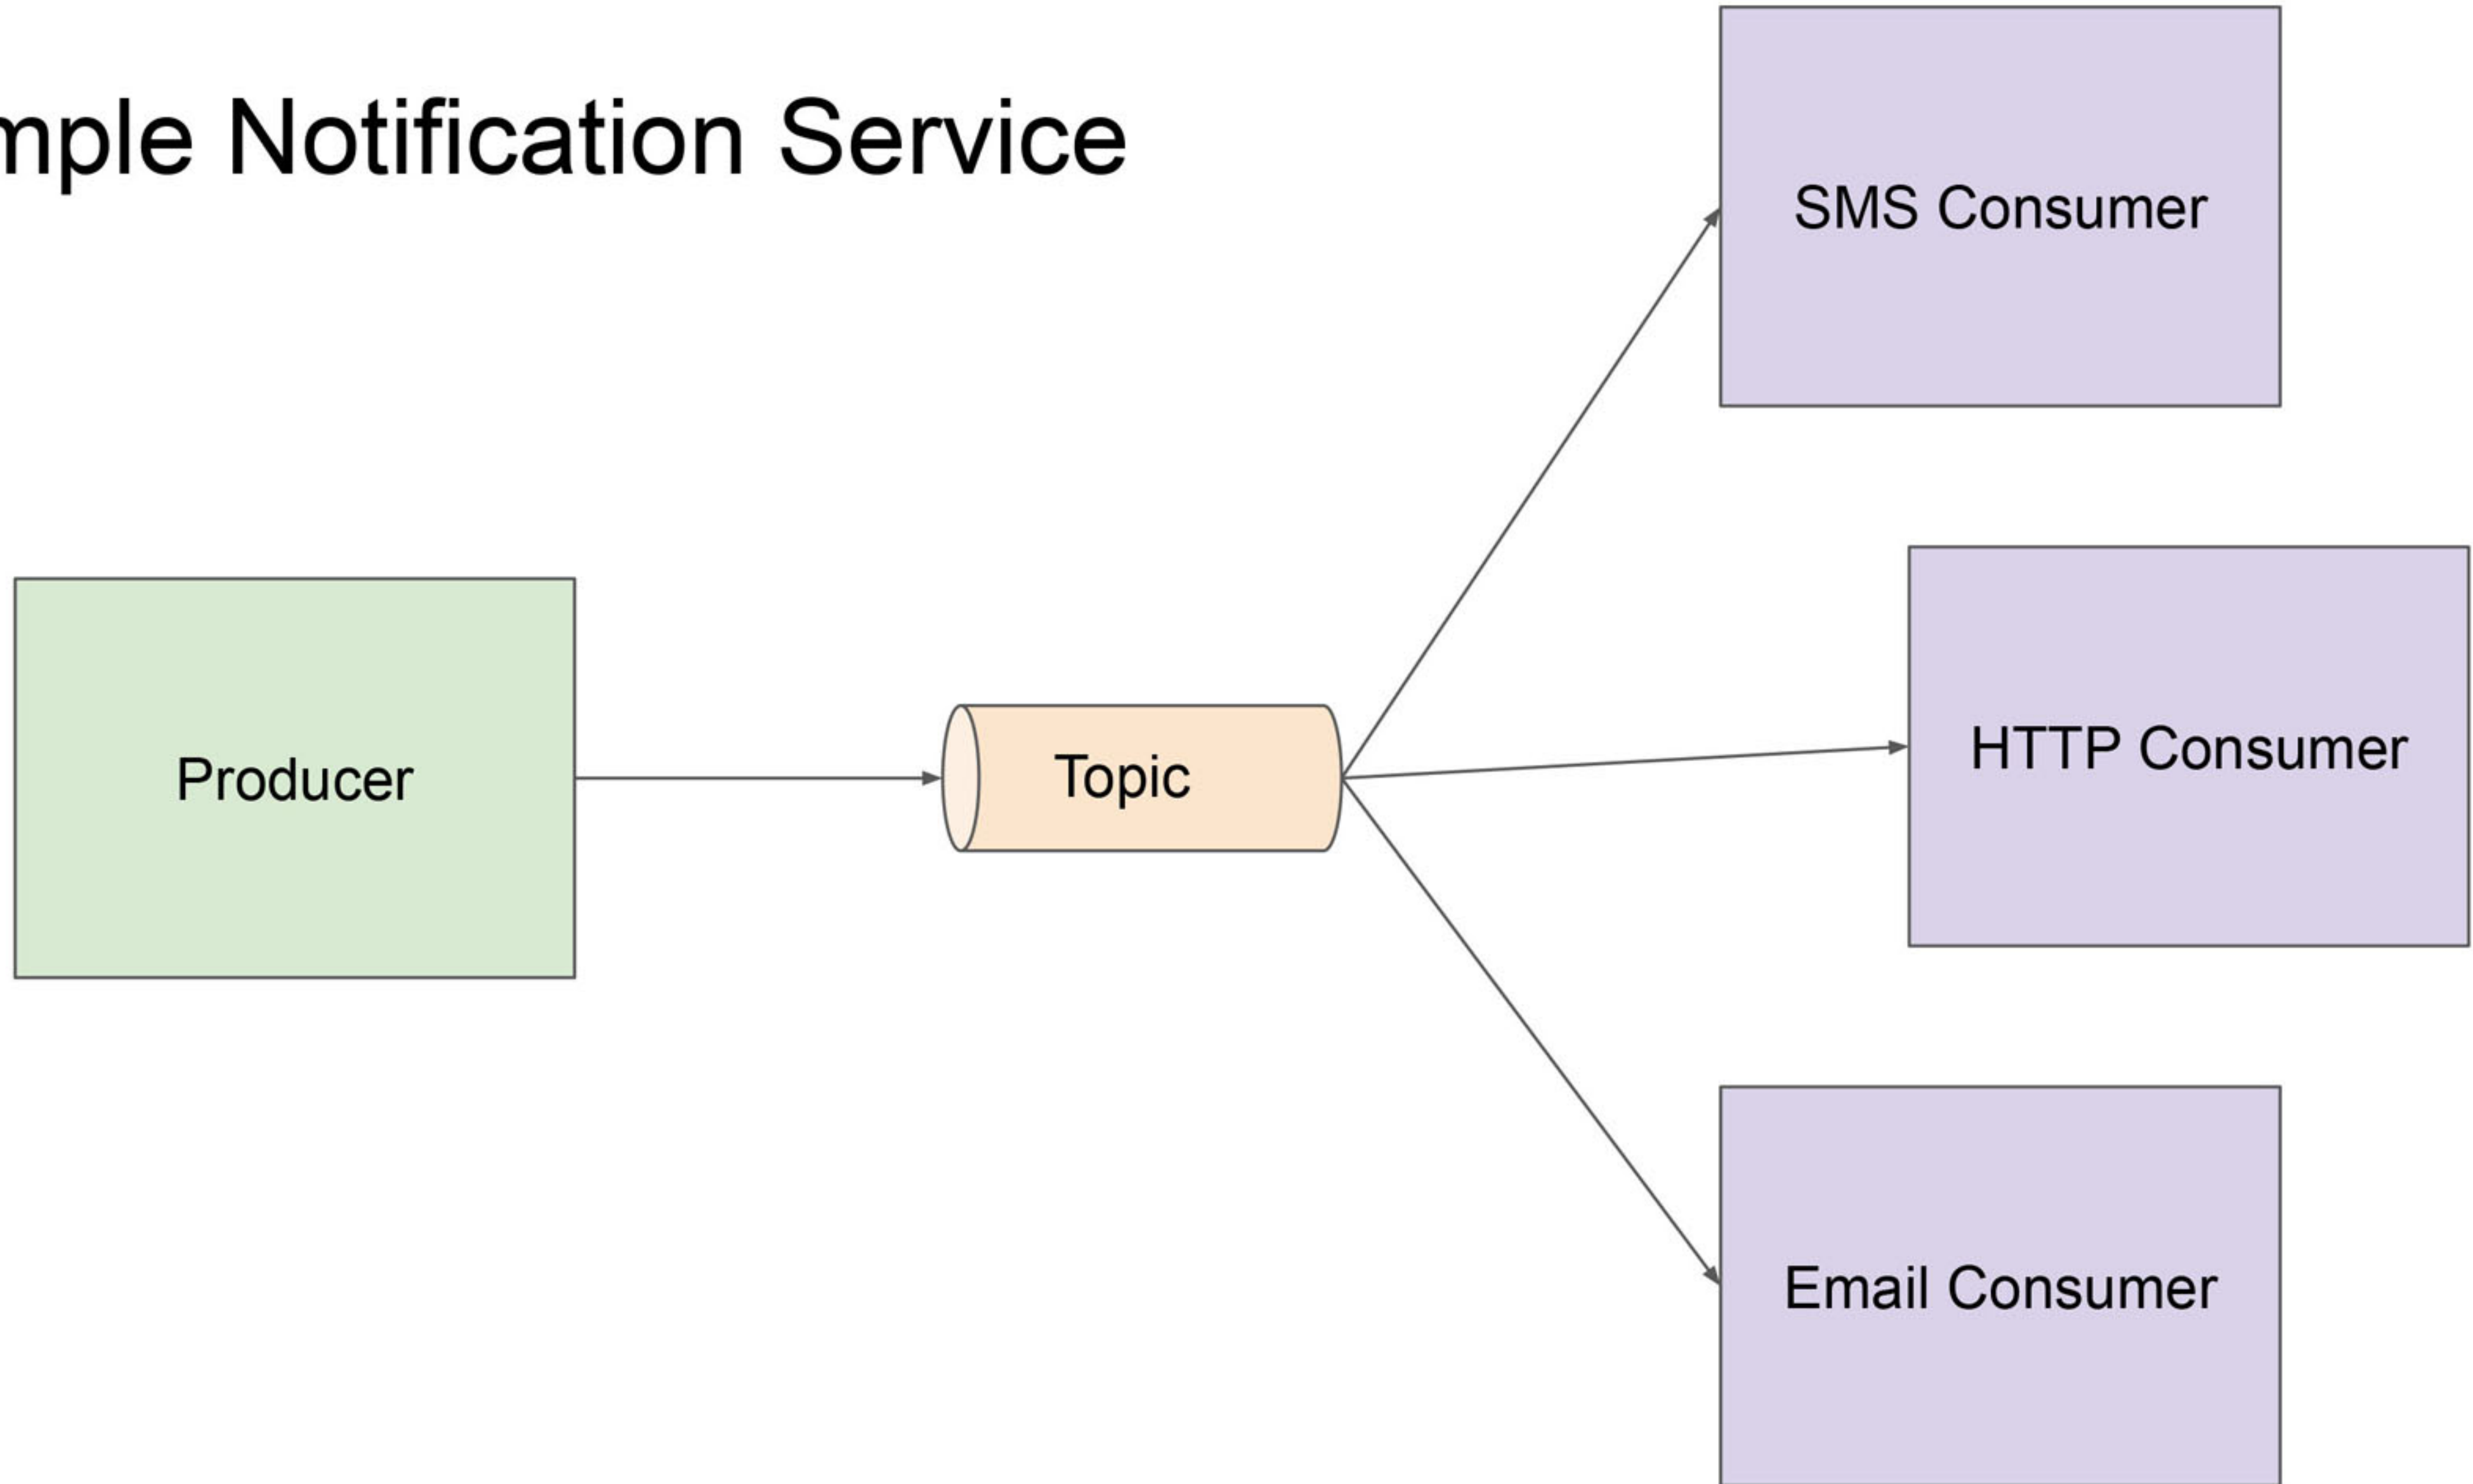 mple Notification Service
SMS Consumer
HTTP Consumer
Producer
Topic
Email Consumer